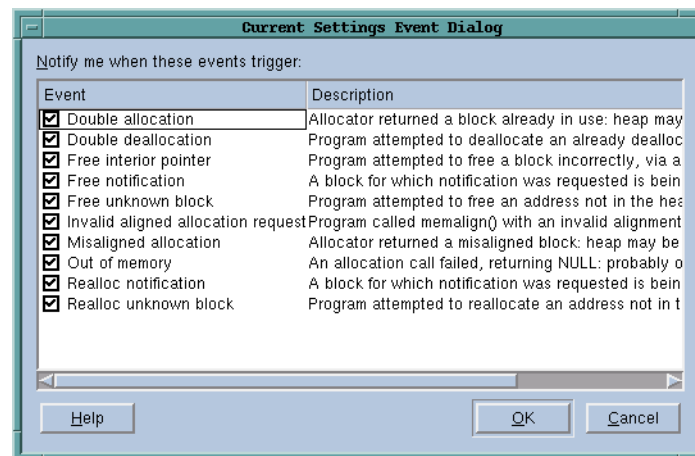 Current Settings Event Dialog
Notify me when these events trigger:
Event Description
Double allocation Allocator returned a block already in use: heap may
Double deallocation Program attempted to deallocate an already dealloc
Free interior pointer Program attempted to free a block incorrectly, via a
Free notification A block for which notification was requested is bein
Free unknown block Program attempted to free an address not in the hea
Invalid aligned allocation request Program called memalign() with an invalid alignment
Misaligned allocation Allocator returned a misaligned block: heap may be
Out of memory An allocation call failed, returning NULL: probably o
Realloc notification A block for which notification was requested is bein
Realloc unknown block Program attempted to reallocate an address not in t
Help OK Cancel